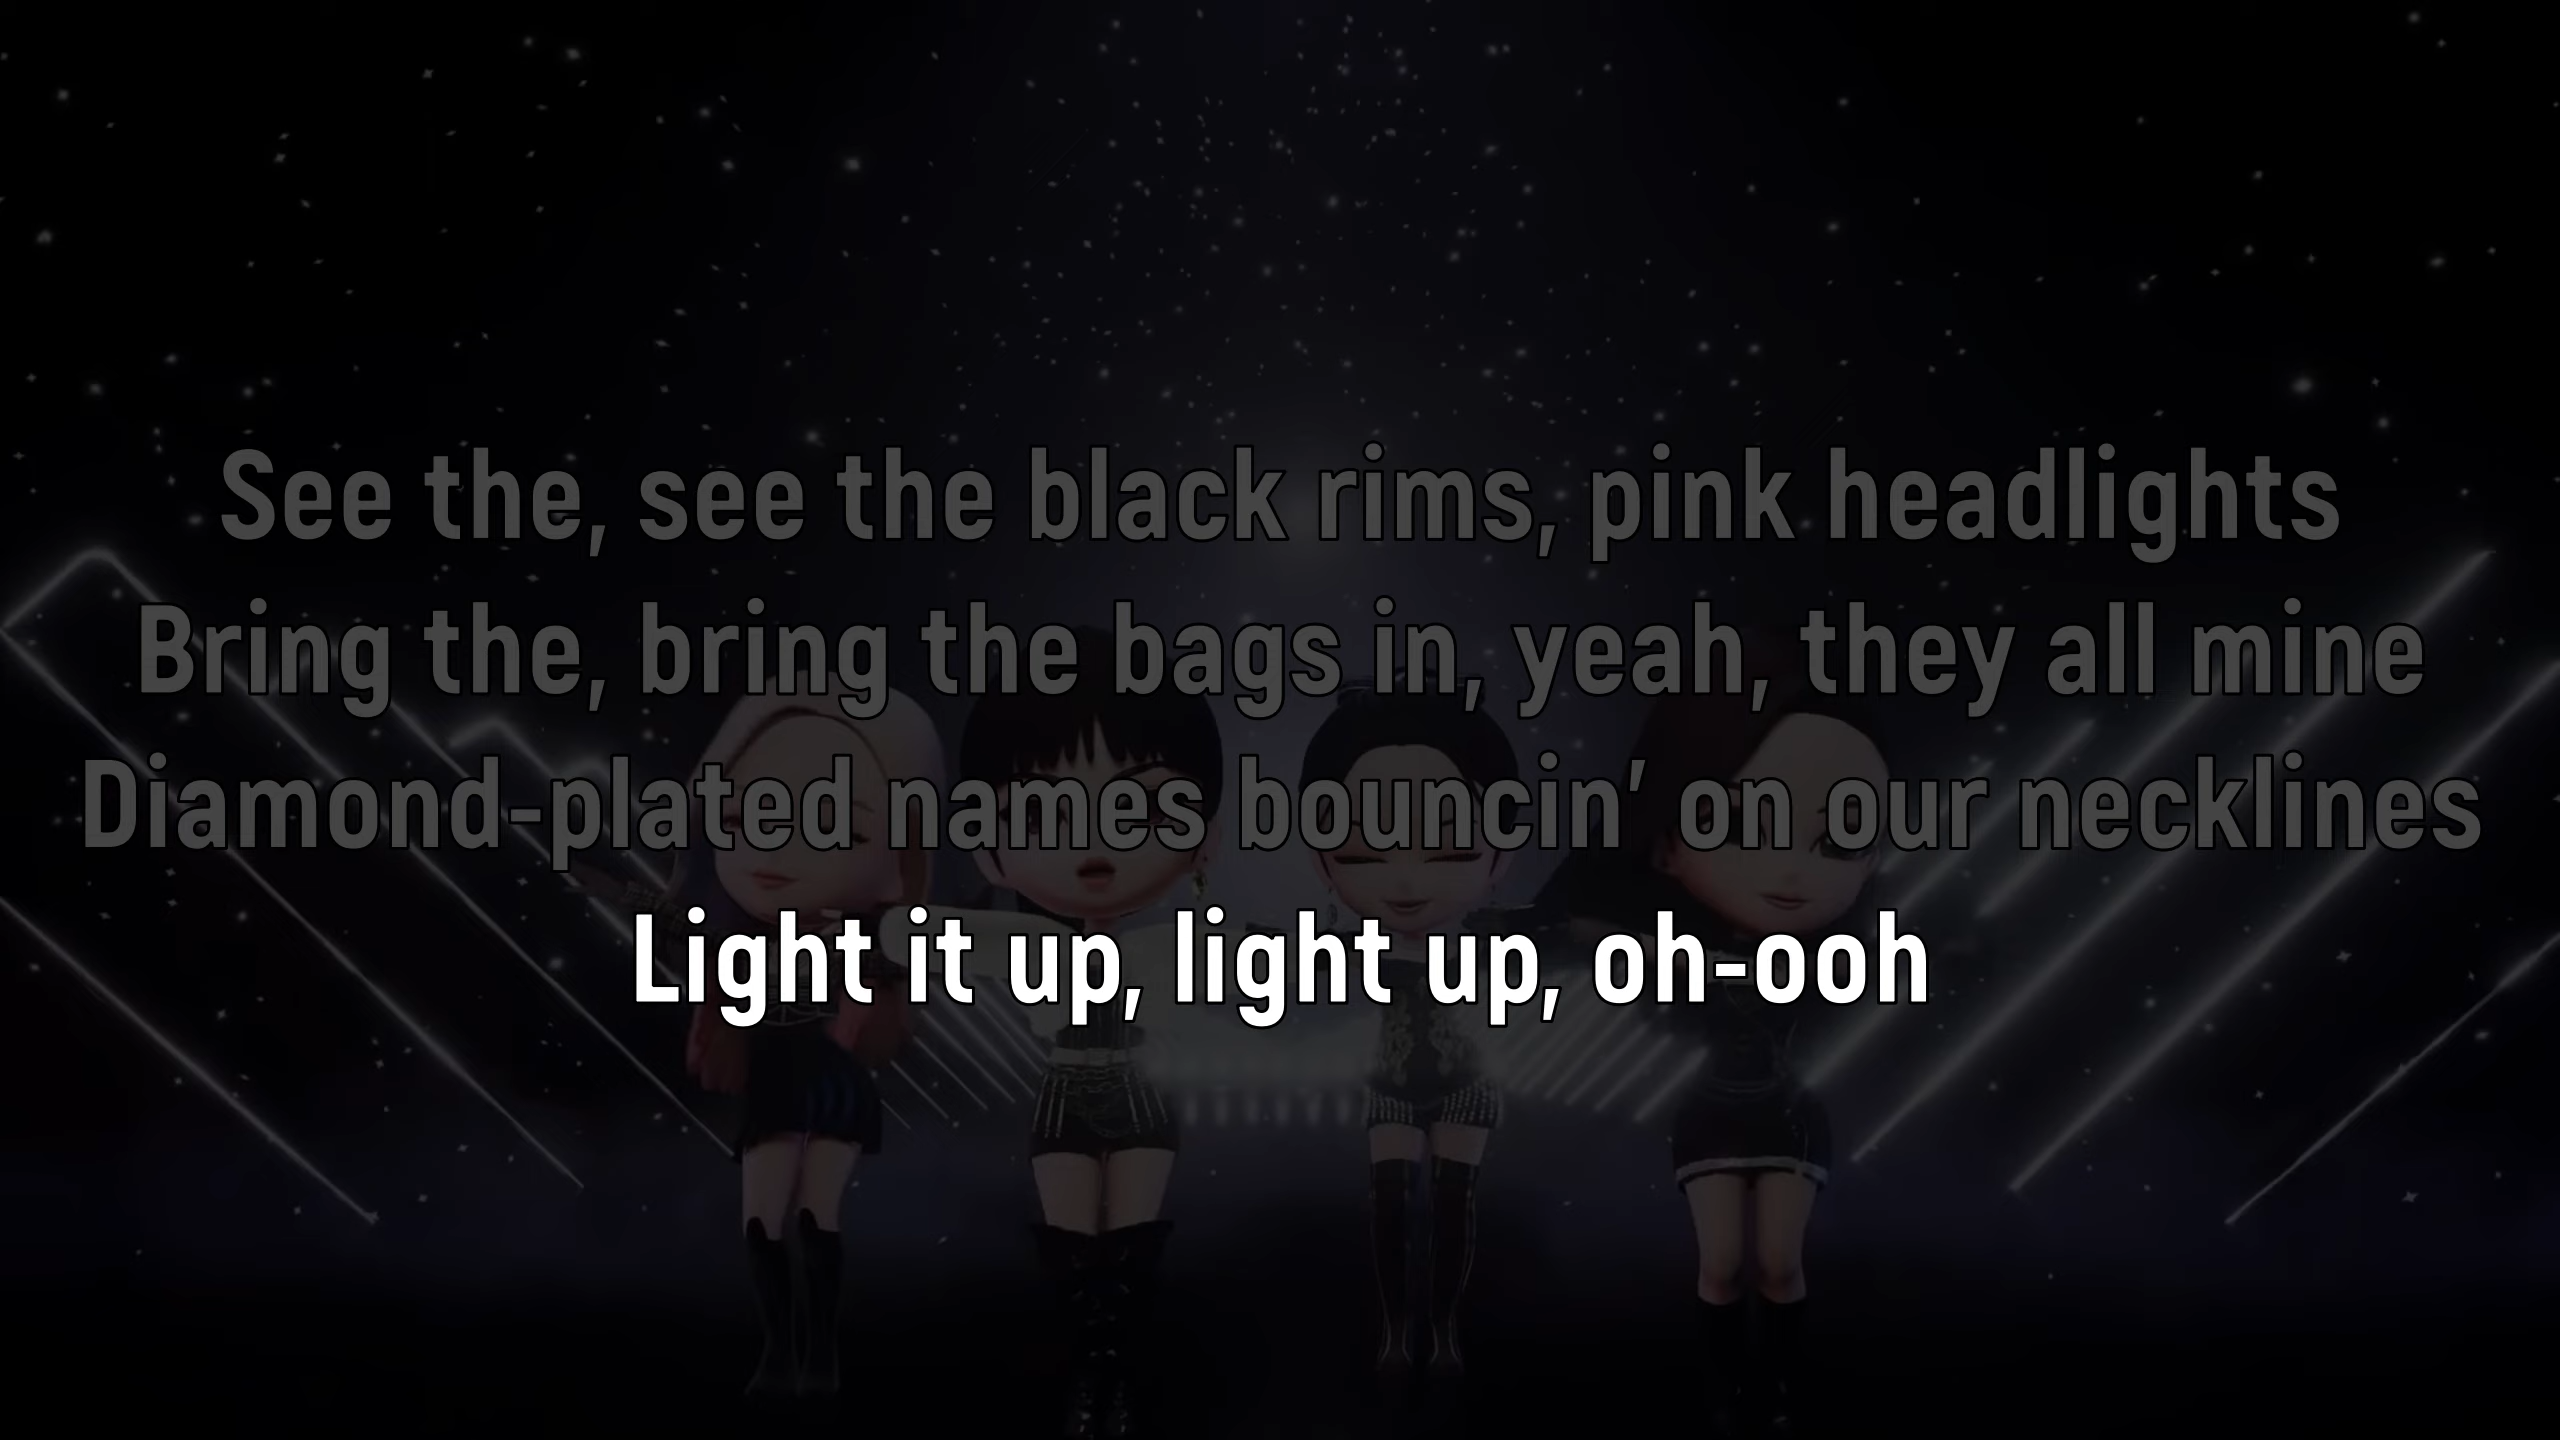 See the, see the black rims, pink headlights
Bring the, bring the bags in, yeah, they all mine
Diamond-plated names bouncin' on our necklines
Light it up, light up, oh-ooh